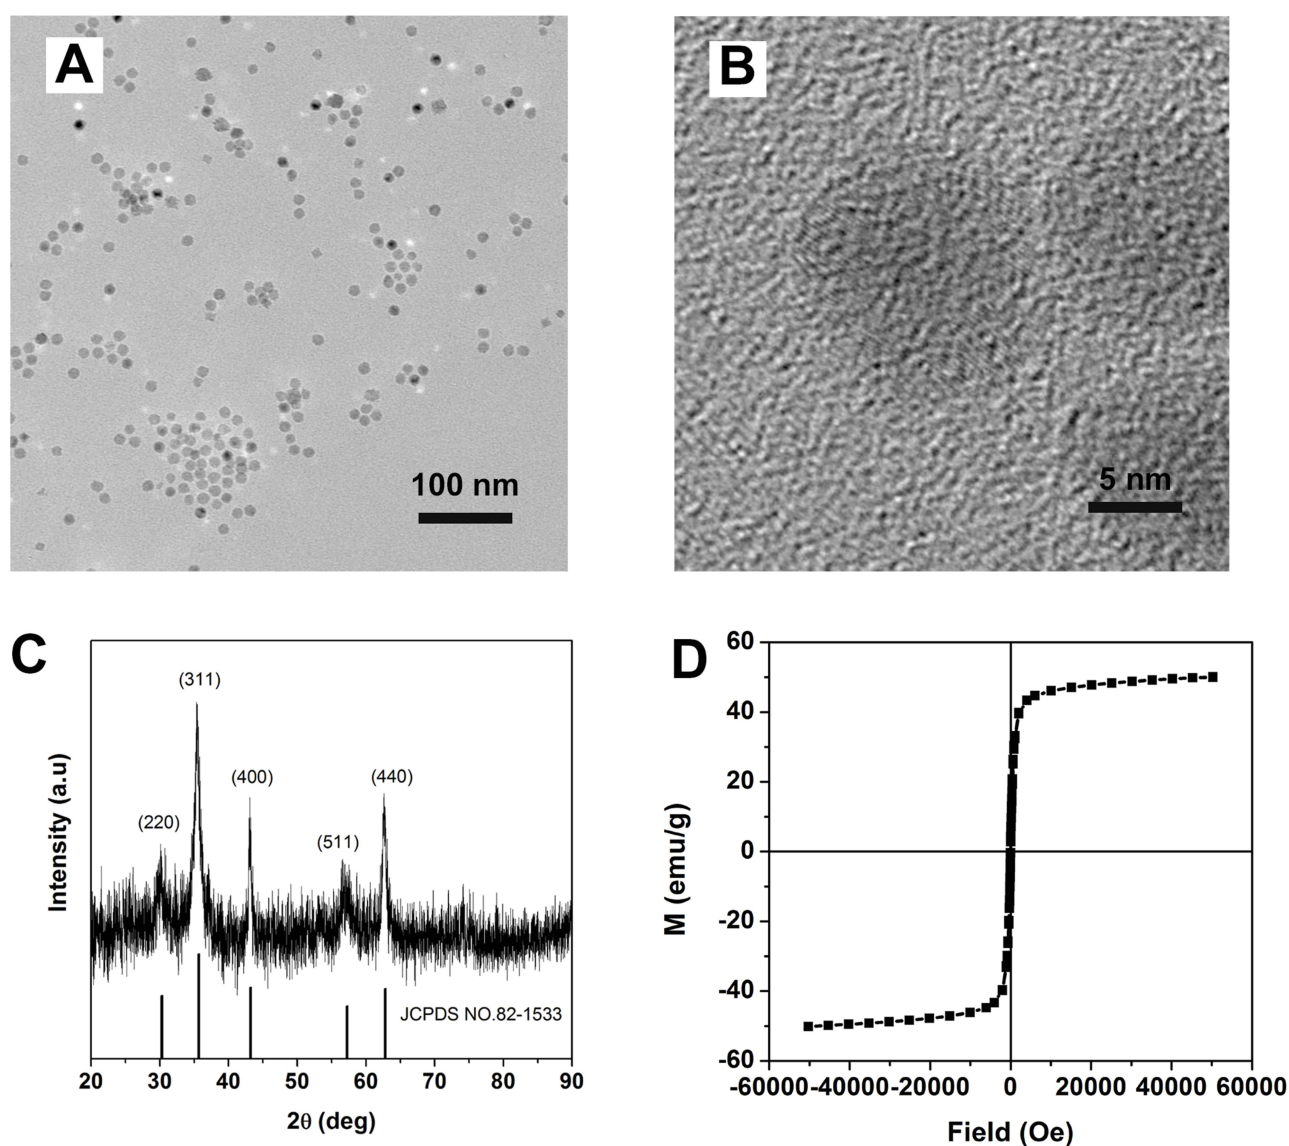 A
B
100 nm
5 nm
C
(311)
(400)
(440)
(220)
(511)
Intensity (a.u)
JCPDS NO.82-1533
20 30 40 50 60 70 80 90
2θ (deg)
D
60
40
20
0
-20
-40
-60
M (emu/g)
-60000 -40000 -20000 0 20000 40000 60000
Field (Oe)